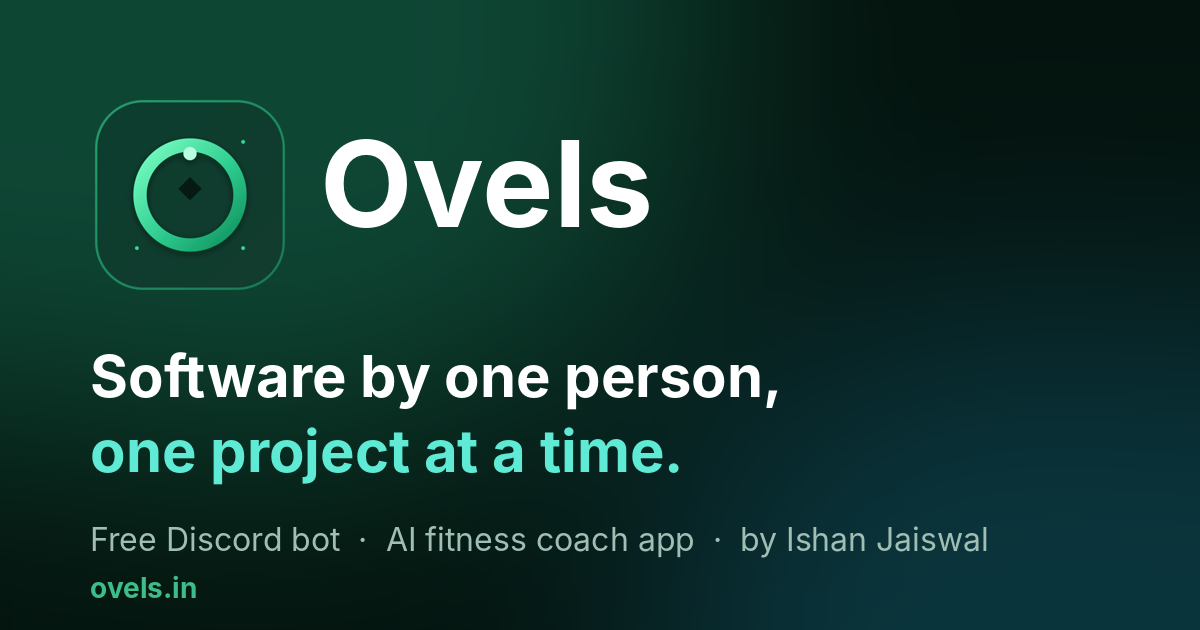 Ovels
Software by one person,
one project at a time.
Free Discord bot · AI fitness coach app · by Ishan Jaiswal
ovels.in